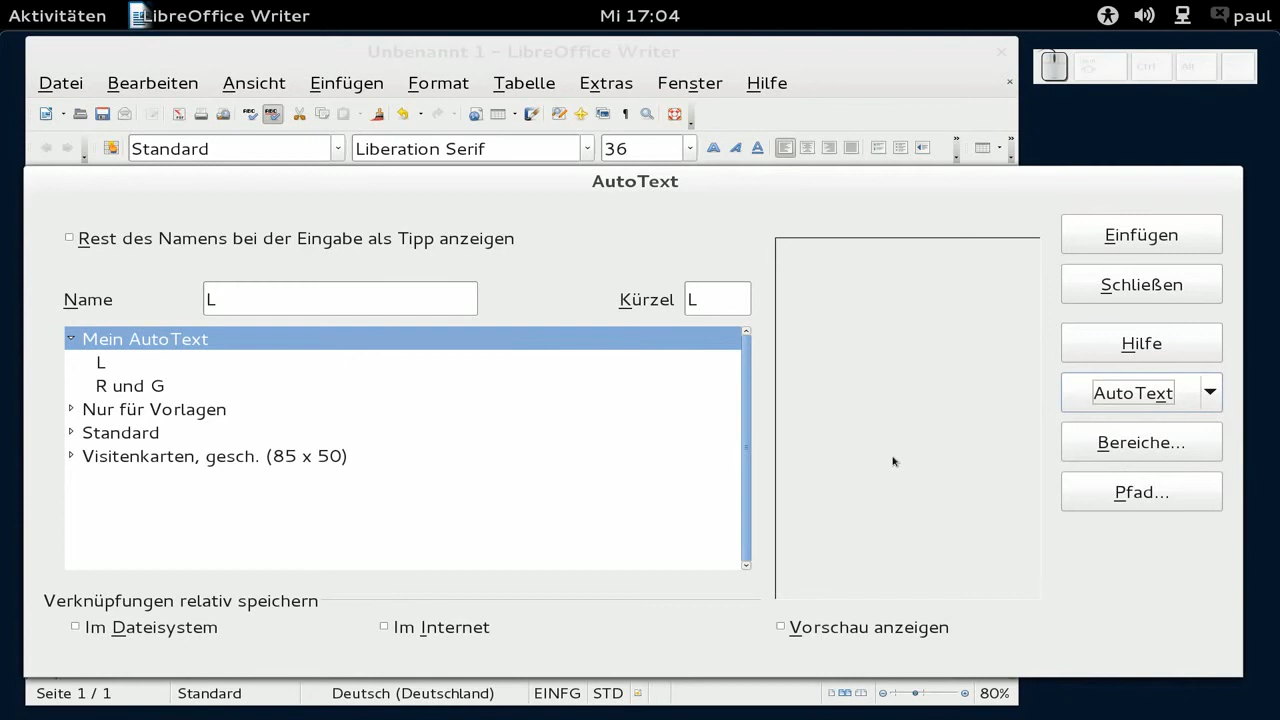 Aktivitäten LibreOffice Writer Mi 17:04 paul
Unbenannt 1 - LibreOffice Writer
Datei Bearbeiten Ansicht Einfügen Format Tabelle Extras Fenster Hilfe
Standard Liberation Serif 36
Ctrl Alt
AutoText
Rest des Namens bei der Eingabe als Tipp anzeigen
Einfügen
Schließen
Name L Kürzel L
Mein AutoText
Hilfe
L
R und G
AutoText
Nur für Vorlagen
Standard
Bereiche...
Visitenkarten, gesch. (85 x 50)
Pfad...
Verknüpfungen relativ speichern
Im Dateisystem Im Internet Vorschau anzeigen
Seite 1 / 1 Standard Deutsch (Deutschland) EINFG STD 80%